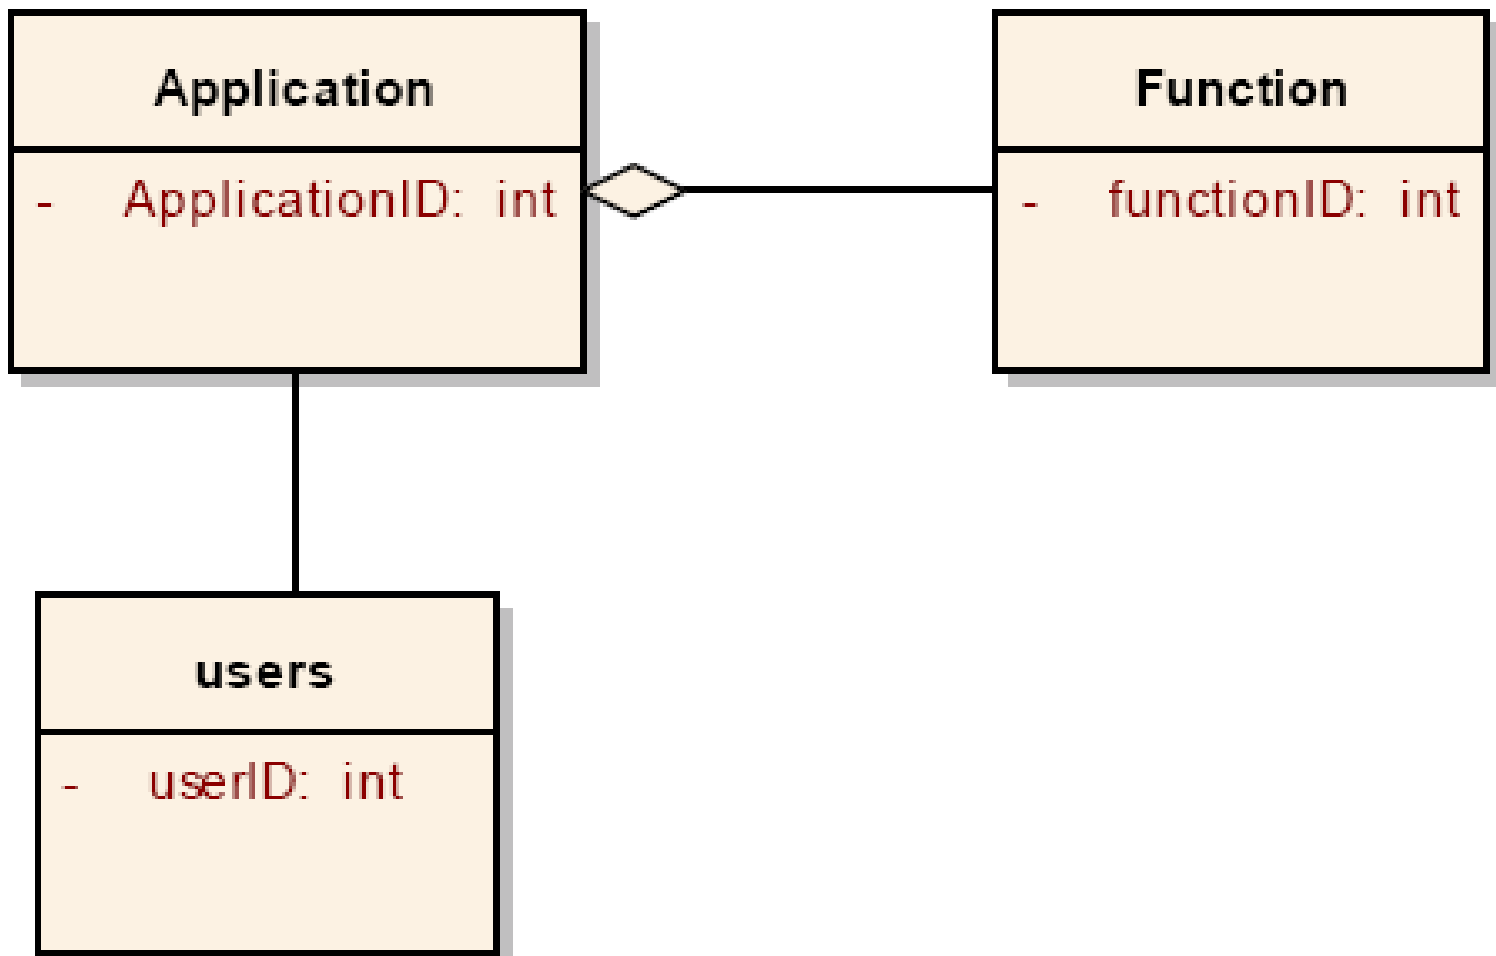 Application
- ApplicationID: int
Function
- functionID: int
users
- userID: int